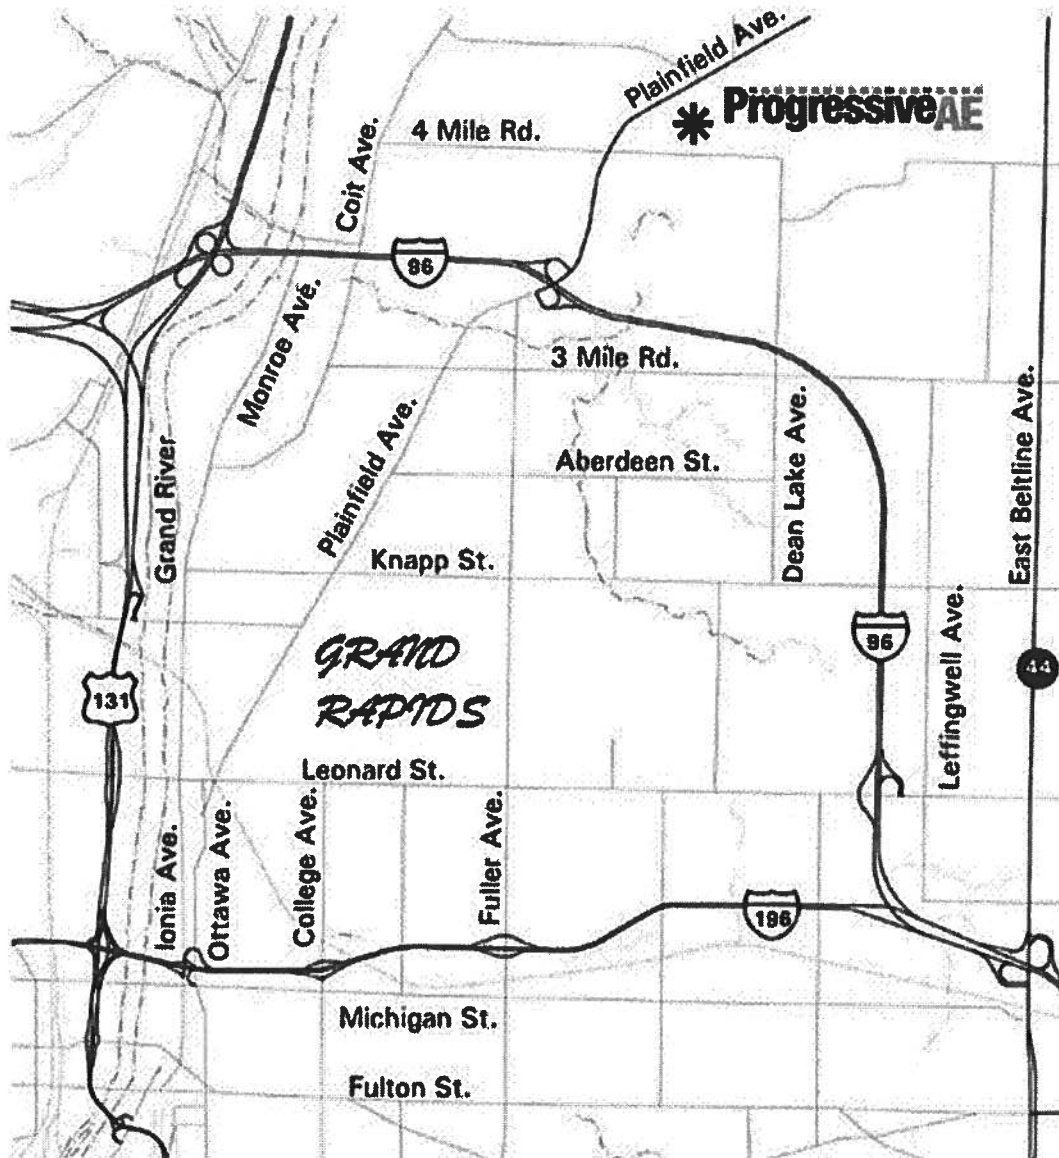 Plainfield Ave.
ProgressiveAE
4 Mile Rd.
Coit Ave.
96
Monroe Ave.
3 Mile Rd.
Plainfield Ave.
Grand River
Aberdeen St.
Dean Lake Ave.
East Beltline Ave.
Knapp St.
GRAND
RAPIDS
96
Leffingwell Ave.
44
131
Leonard St.
Ionia Ave.
Ottawa Ave.
College Ave.
Fuller Ave.
196
Michigan St.
Fulton St.